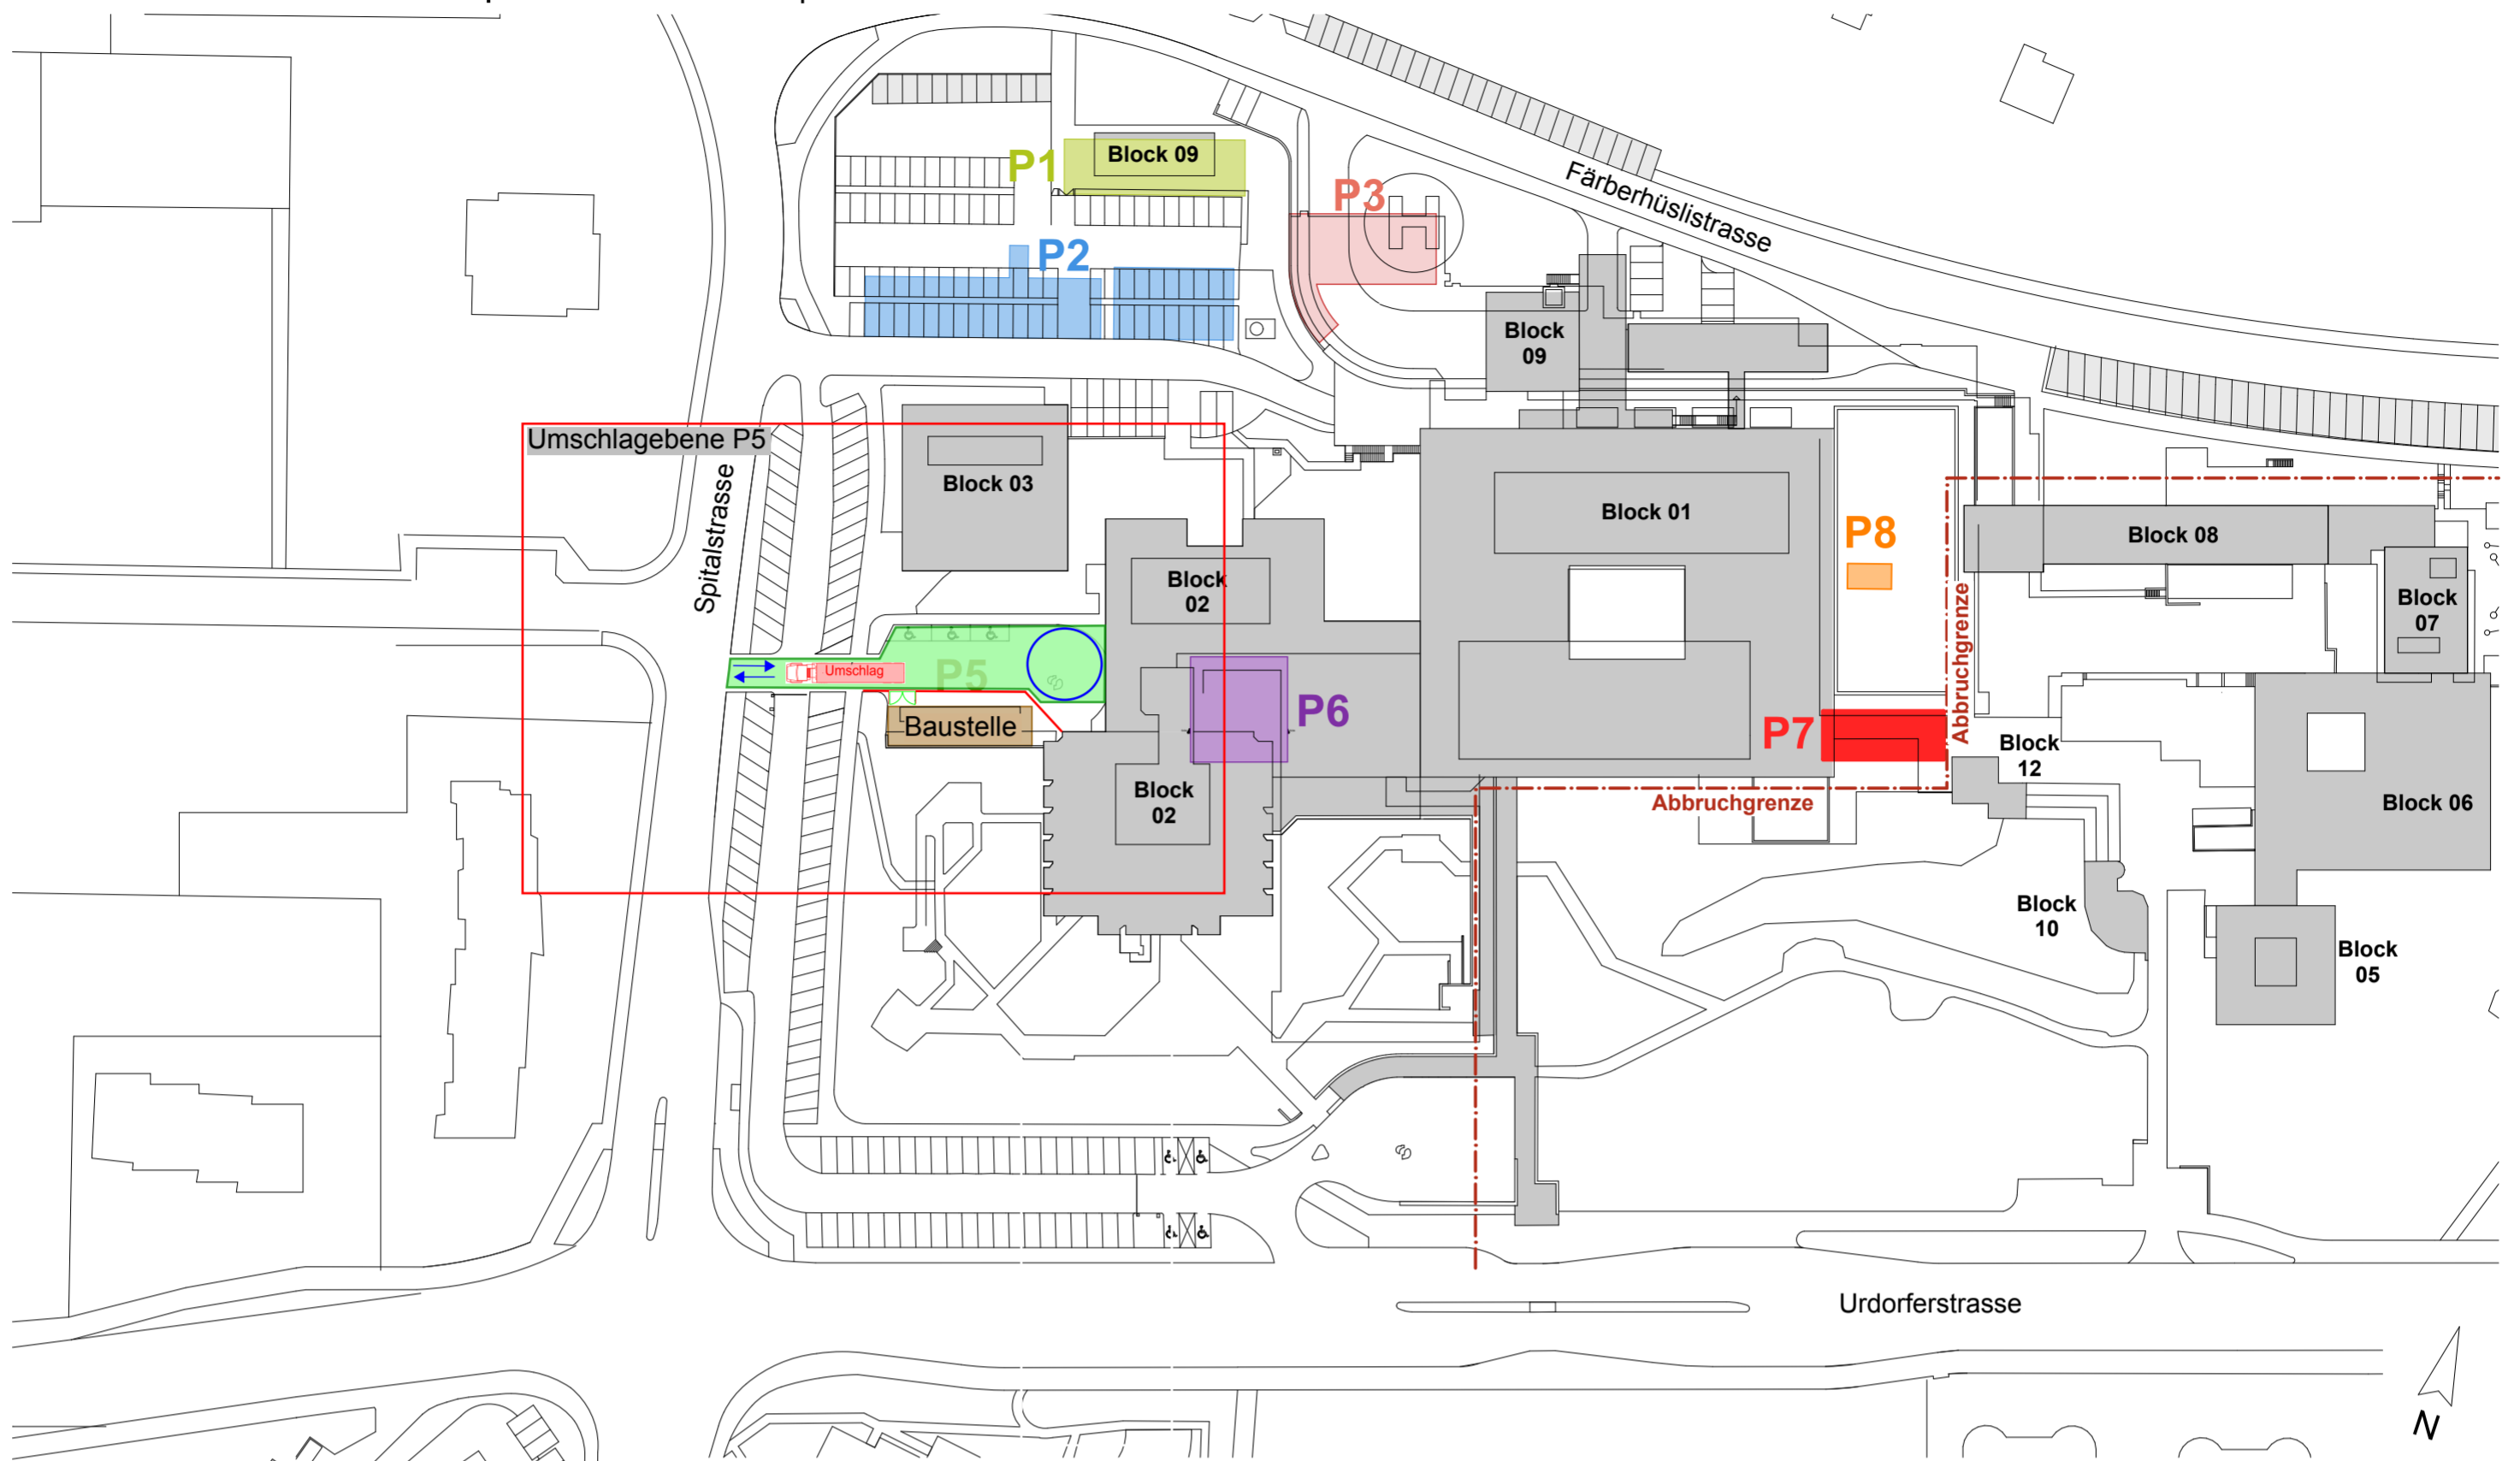 Block 09
P1
P3
Färberhüslistrasse
P2
Block
09
Umschlagebene P5
Block 03
Spitalstrasse
Block 01
P8
Block 08
Block
02
Abbruchgrenze
Block
07
Umschlag
P5
P6
Baustelle
P7
Block
12
Block
02
Abbruchgrenze
Block 06
Block
10
Block
05
Urdorferstrasse
N